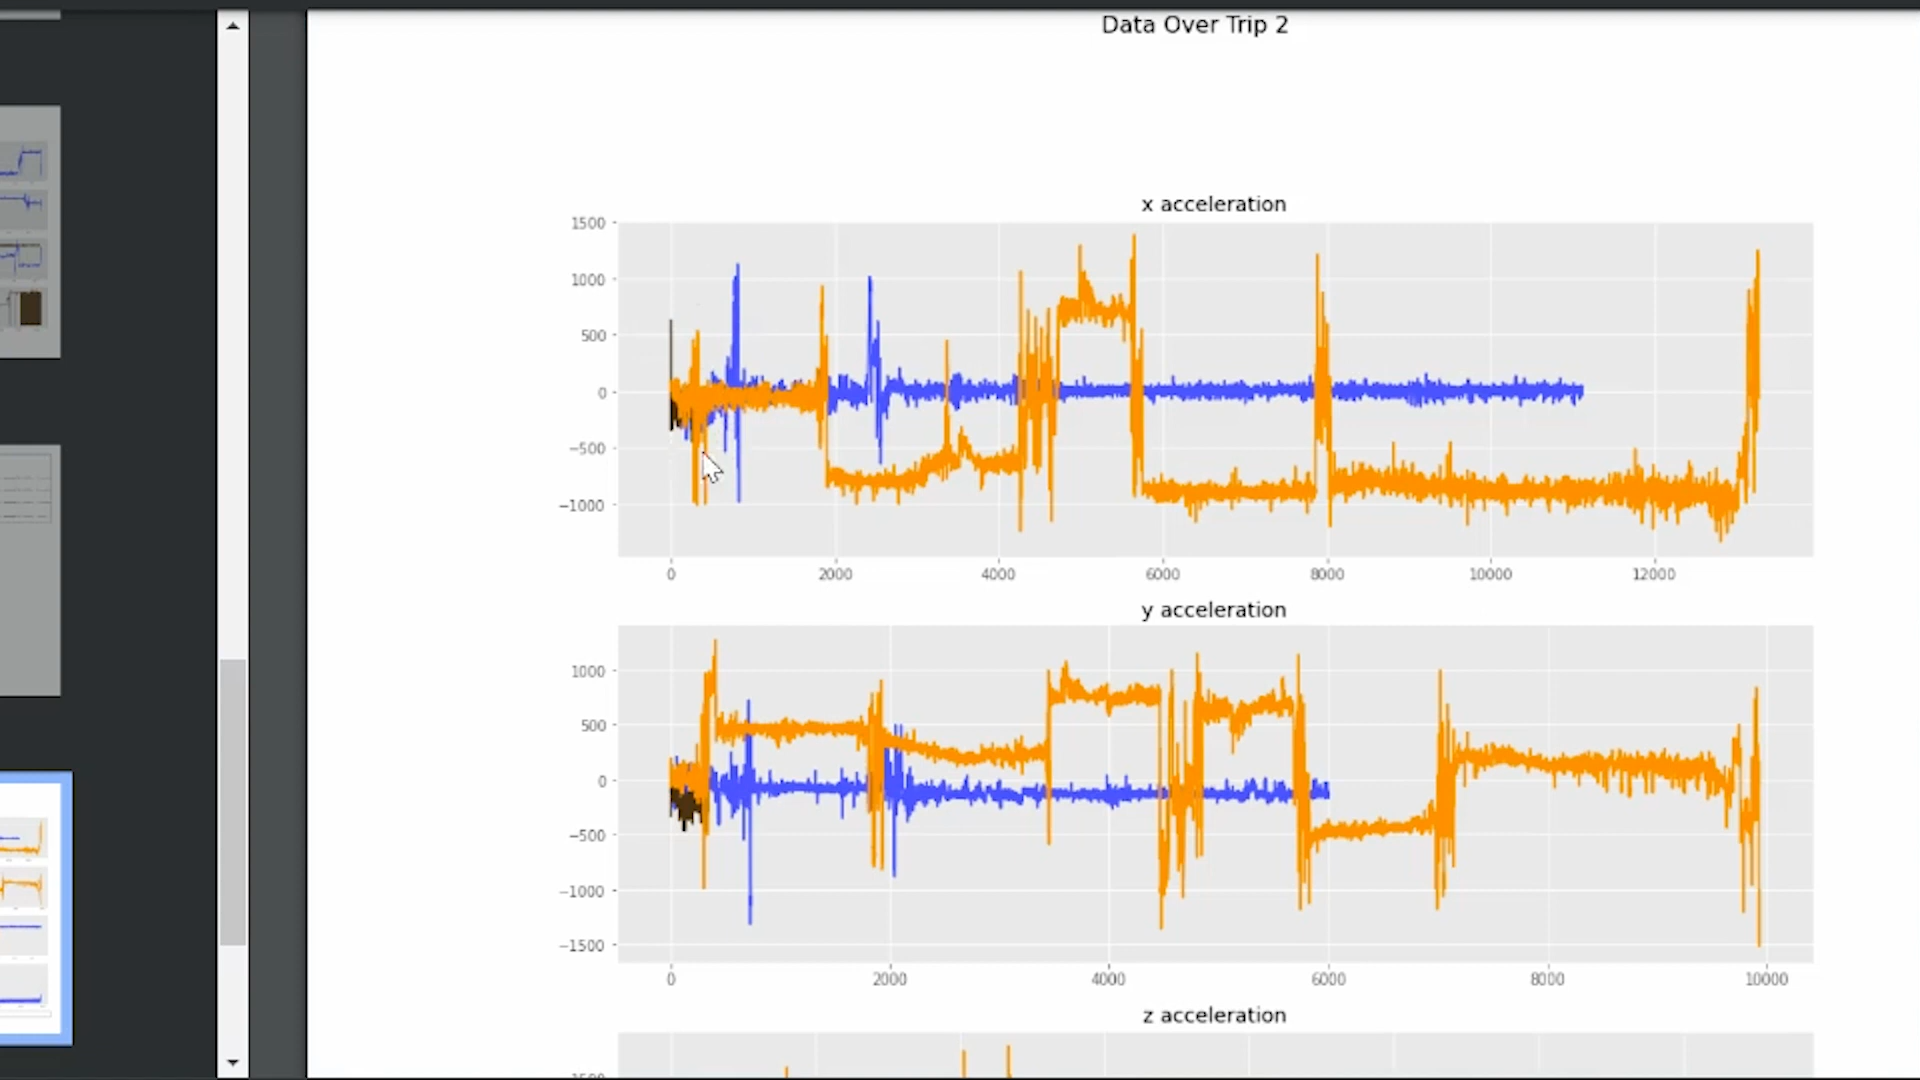 Data Over Trip 2
x acceleration
1500
1000
500
0
−500
−1000
0 2000 4000 6000 8000 10000 12000
y acceleration
1000
500
0
−500
−1000
−1500
0 2000 4000 6000 8000 10000
z acceleration
1500